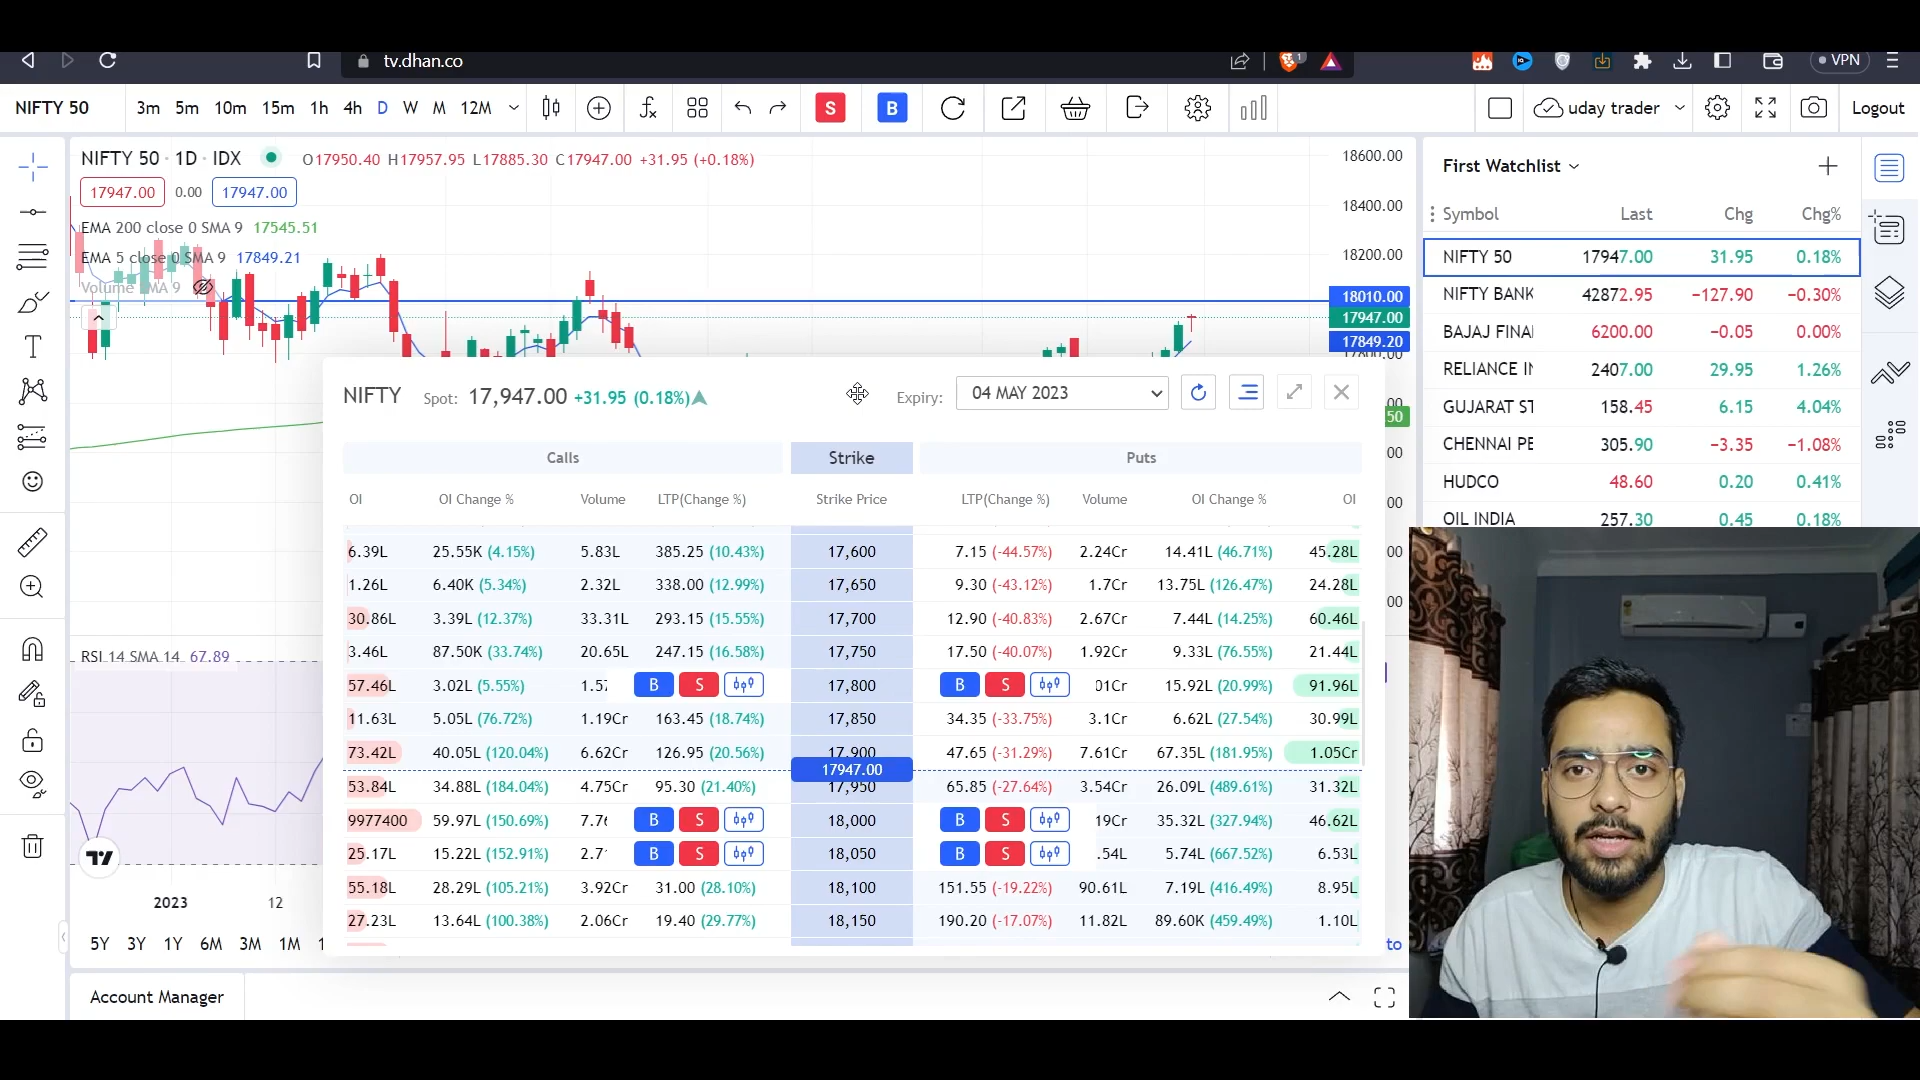 tv.dhan.co
VPN
NIFTY 50 3m 5m 10m 15m 1h 4h D W M 12M S B uday trader Logout
NIFTY 50 · 1D · IDX O17950.40 H17957.95 L17885.30 C17947.00 +31.95 (+0.18%)
17947.00 0.00 17947.00
EMA 200 close 0 SMA 9 17545.51
EMA 5 close 0 SMA 9 17849.21
Volume SMA 9
18600.00
18400.00
18200.00
18010.00
17947.00
17849.20
17800.00
First Watchlist
Symbol Last Chg Chg%
NIFTY 50 17947.00 31.95 0.18%
NIFTY BANK 42872.95 −127.90 −0.30%
BAJAJ FINA 6200.00 −0.05 0.00%
RELIANCE IN 2407.00 29.95 1.26%
GUJARAT ST 158.45 6.15 4.04%
CHENNAI PE 305.90 −3.35 −1.08%
HUDCO 48.60 0.20 0.41%
OIL INDIA 257.30 0.45 0.18%
NIFTY Spot: 17,947.00 +31.95 (0.18%) Expiry: 04 MAY 2023
Calls Strike Puts
OI OI Change % Volume LTP(Change %) Strike Price LTP(Change %) Volume OI Change % OI
6.39L 25.55K (4.15%) 5.83L 385.25 (10.43%) 17,600 7.15 (-44.57%) 2.24Cr 14.41L (46.71%) 45.28L
1.26L 6.40K (5.34%) 2.32L 338.00 (12.99%) 17,650 9.30 (-43.12%) 1.7Cr 13.75L (126.47%) 24.28L
30.86L 3.39L (12.37%) 33.31L 293.15 (15.55%) 17,700 12.90 (-40.83%) 2.67Cr 7.44L (14.25%) 60.46L
3.46L 87.50K (33.74%) 20.65L 247.15 (16.58%) 17,750 17.50 (-40.07%) 1.92Cr 9.33L (76.55%) 21.44L
57.46L 3.02L (5.55%) 1.5 B S 17,800 B S 01Cr 15.92L (20.99%) 91.96L
11.63L 5.05L (76.72%) 1.19Cr 163.45 (18.74%) 17,850 34.35 (-33.75%) 3.1Cr 6.62L (27.54%) 30.99L
73.42L 40.05L (120.04%) 6.62Cr 126.95 (20.56%) 17,900 47.65 (-31.29%) 7.61Cr 67.35L (181.95%) 1.05Cr
17947.00
53.84L 34.88L (184.04%) 4.75Cr 95.30 (21.40%) 17,950 65.85 (-27.64%) 3.54Cr 26.09L (489.61%) 31.32L
9977400 59.97L (150.69%) 7.7 B S 18,000 B S 19Cr 35.32L (327.94%) 46.62L
25.17L 15.22L (152.91%) 2.7 B S 18,050 B S .54L 5.74L (667.52%) 6.53L
55.18L 28.29L (105.21%) 3.92Cr 31.00 (28.10%) 18,100 151.55 (-19.22%) 90.61L 7.19L (416.49%) 8.95L
27.23L 13.64L (100.38%) 2.06Cr 19.40 (29.77%) 18,150 190.20 (-17.07%) 11.82L 89.60K (459.49%) 1.10L
RSI 14 SMA 14 67.89
2023 12
5Y 3Y 1Y 6M 3M 1M
Account Manager